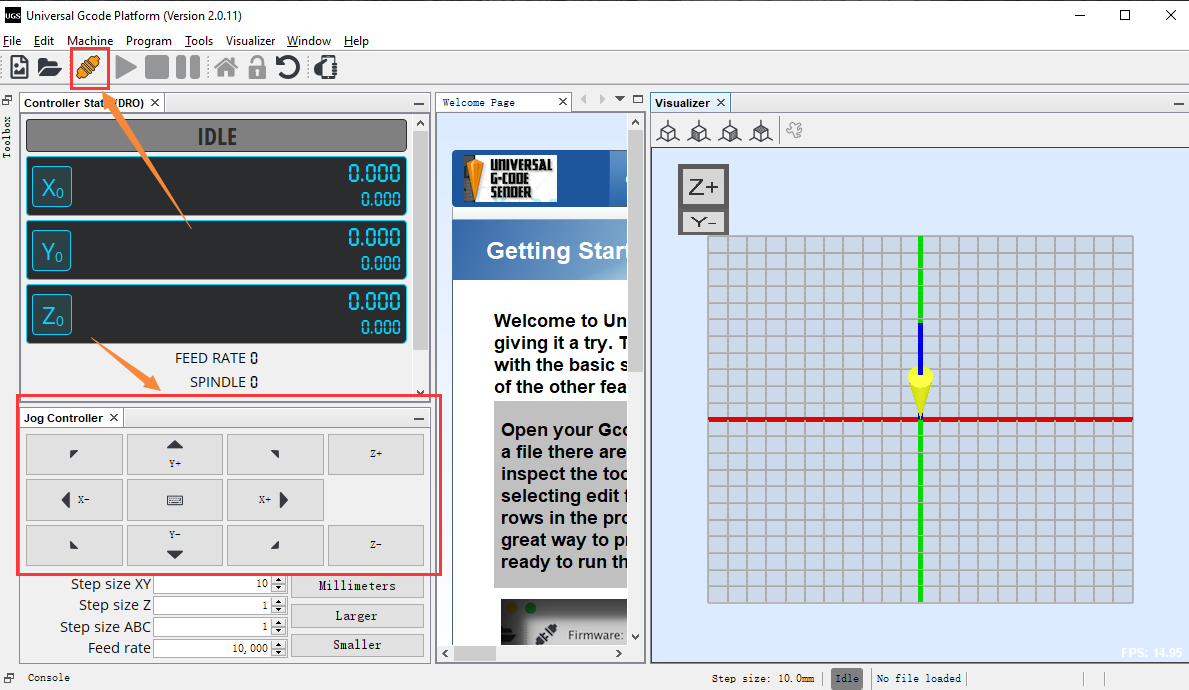 UGS Universal Gcode Platform (Version 2.0.11)
File Edit Machine Program Tools Visualizer Window Help
Toolbox
Controller State (DRO)
IDLE
X0 0.000
0.000
Y0 0.000
0.000
Z0 0.000
0.000
FEED RATE 0
SPINDLE 0
Jog Controller
Y+
Z+
X-
X+
Y-
Z-
Step size XY 10 Millimeters
Step size Z 1
Larger
Step size ABC 1
Smaller
Feed rate 10,000
Welcome Page
UNIVERSAL
G-CODE
SENDER
Getting Start
Welcome to Un
giving it a try. T
with the basic s
of the other fea
Open your Gco
a file there are
inspect the too
selecting edit f
rows in the pro
great way to pr
ready to run th
Firmware:
Visualizer
Z+
Y-
FPS: 14.95
Console
Step size: 10.0mm Idle No file loaded